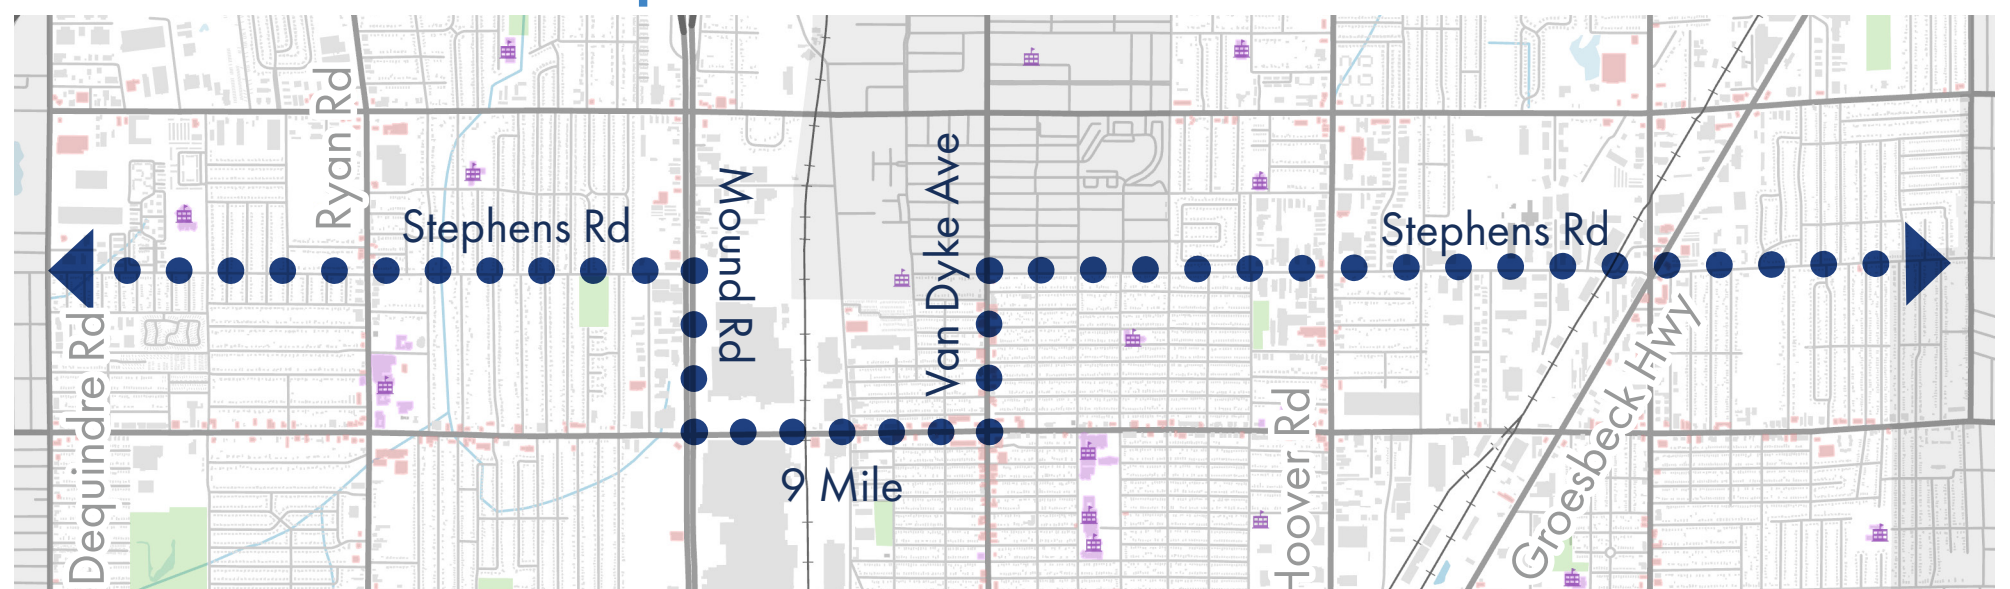 Ryan Rd
Stephens Rd
Mound Rd
Van Dyke Ave
Stephens Rd
Dequindre Rd
9 Mile
Hoover Rd
Groesbeck Hwy